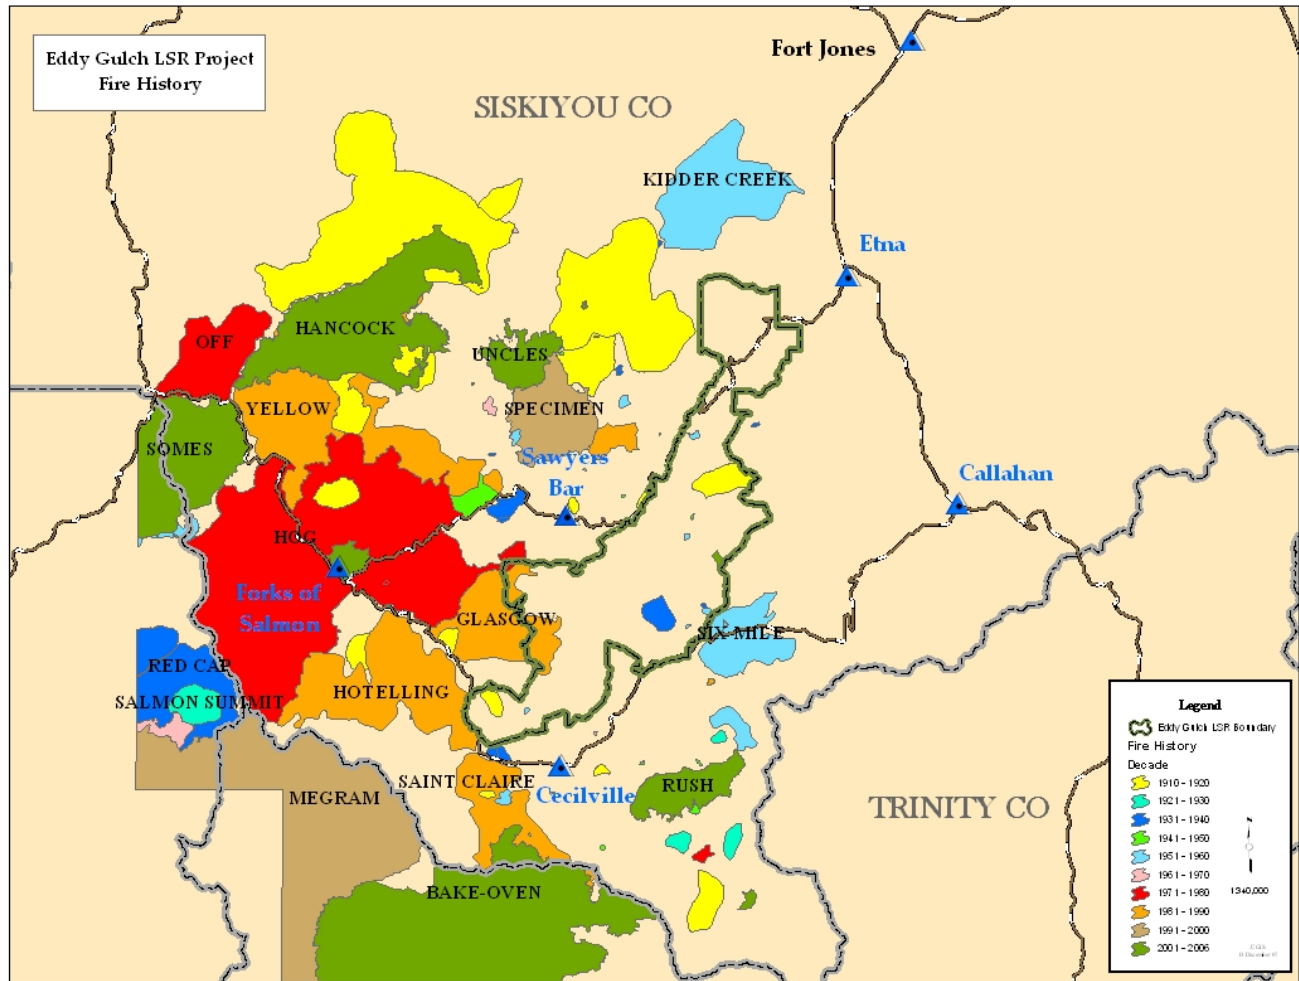 Eddy Gulch LSR Project
Fire History
Fort Jones
SISKIYOU CO
KIDDER CREEK
Etna
OFF
HANCOCK
UNCLES
YELLOW
SPECIMEN
SOMES
Sawyers
Bar
Callahan
HOG
Forks of
Salmon
GLASGOW
SIX-MILE
RED CAP
SALMON SUMMIT
HOTELLING
SAINT CLAIRE
Cecilville
RUSH
MEGRAM
TRINITY CO
BAKE-OVEN
Legend
Eddy Gulch LSR Boundary
Fire History
Decade
1910 - 1920
1921 - 1930
1931 - 1940
1941 - 1950
1951 - 1960
1961 - 1970
1971 - 1980
1981 - 1990
1991 - 2000
2001 - 2006
1:340,000